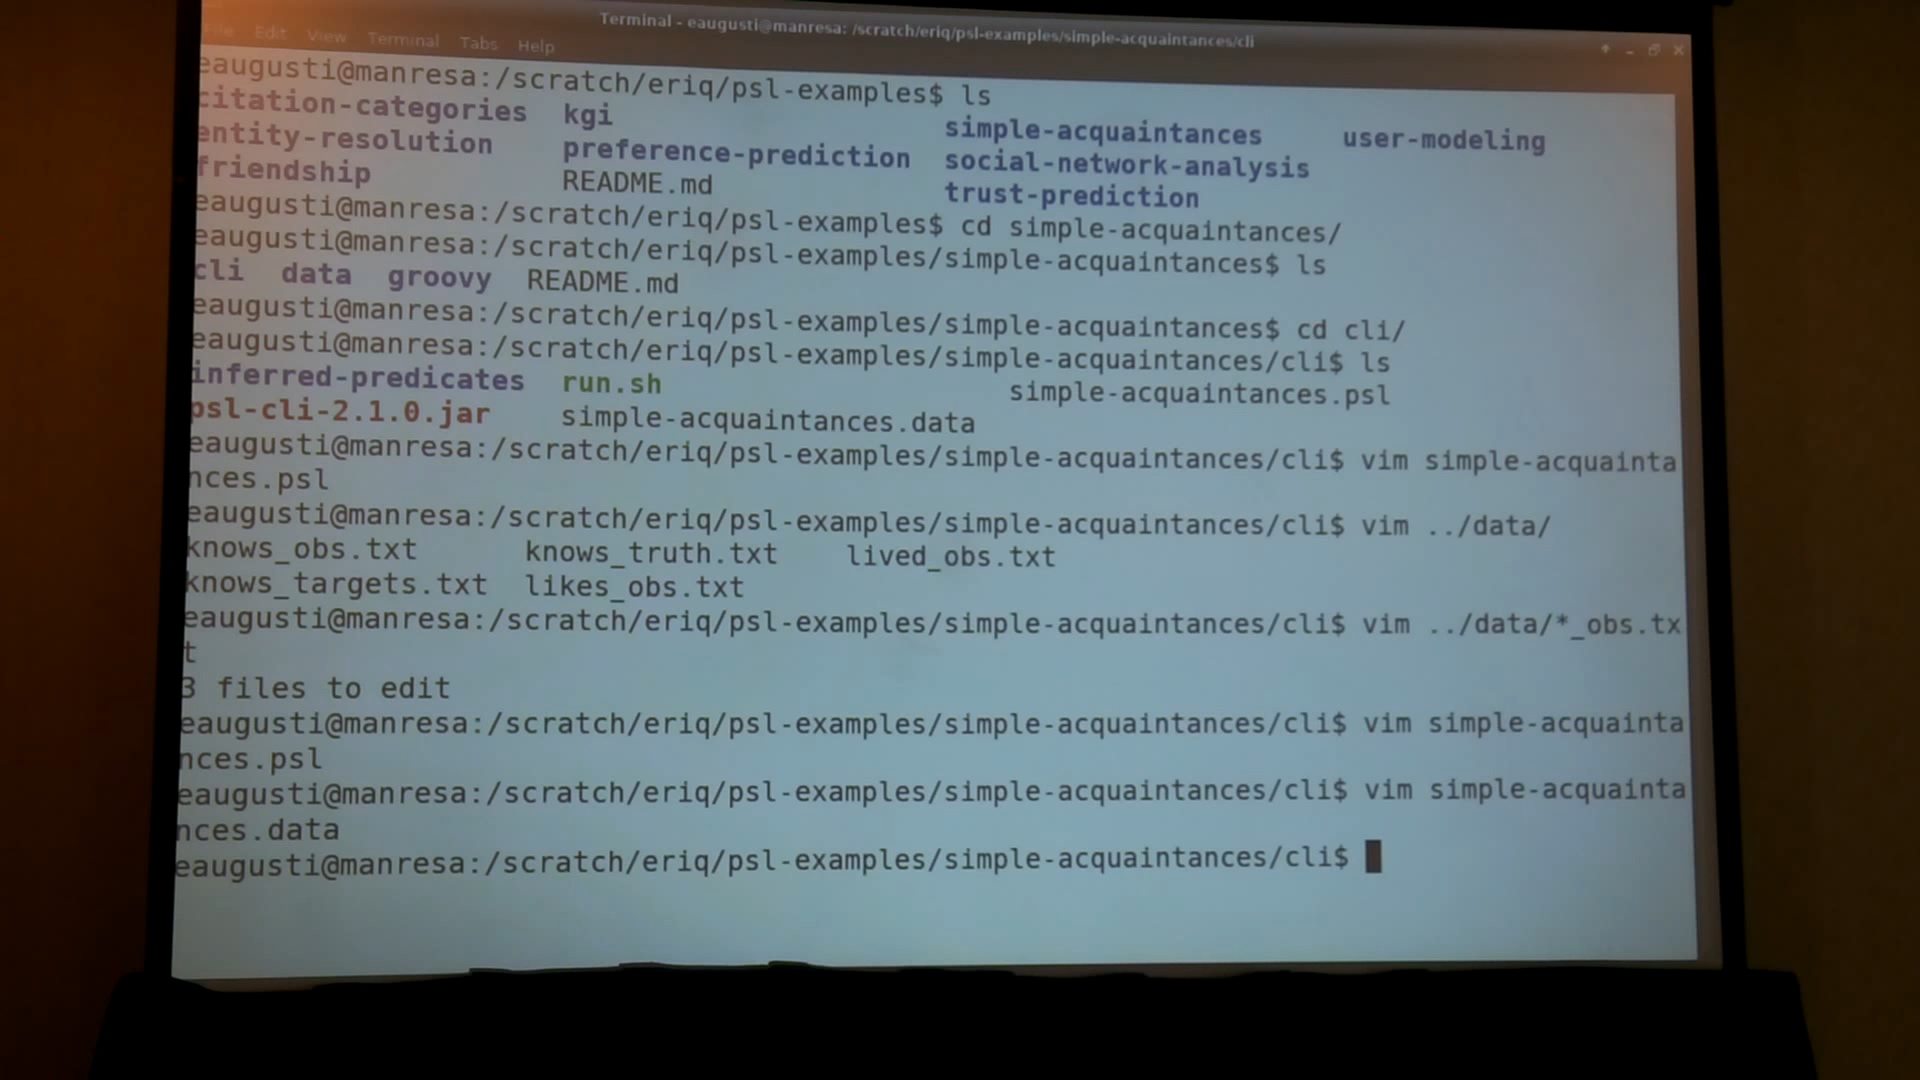 Terminal - eaugusti@manresa: /scratch/eriq/psl-examples/simple-acquaintances/cli
File Edit View Terminal Tabs Help
eaugusti@manresa:/scratch/eriq/psl-examples$ ls
citation-categories kgi simple-acquaintances user-modeling
entity-resolution preference-prediction social-network-analysis
friendship README.md trust-prediction
eaugusti@manresa:/scratch/eriq/psl-examples$ cd simple-acquaintances/
eaugusti@manresa:/scratch/eriq/psl-examples/simple-acquaintances$ ls
cli data groovy README.md
eaugusti@manresa:/scratch/eriq/psl-examples/simple-acquaintances$ cd cli/
eaugusti@manresa:/scratch/eriq/psl-examples/simple-acquaintances/cli$ ls
inferred-predicates run.sh simple-acquaintances.psl
psl-cli-2.1.0.jar simple-acquaintances.data
eaugusti@manresa:/scratch/eriq/psl-examples/simple-acquaintances/cli$ vim simple-acquainta
nces.psl
eaugusti@manresa:/scratch/eriq/psl-examples/simple-acquaintances/cli$ vim ../data/
knows_obs.txt knows_truth.txt lived_obs.txt
knows_targets.txt likes_obs.txt
eaugusti@manresa:/scratch/eriq/psl-examples/simple-acquaintances/cli$ vim ../data/*_obs.tx
t
3 files to edit
eaugusti@manresa:/scratch/eriq/psl-examples/simple-acquaintances/cli$ vim simple-acquainta
nces.psl
eaugusti@manresa:/scratch/eriq/psl-examples/simple-acquaintances/cli$ vim simple-acquainta
nces.data
eaugusti@manresa:/scratch/eriq/psl-examples/simple-acquaintances/cli$